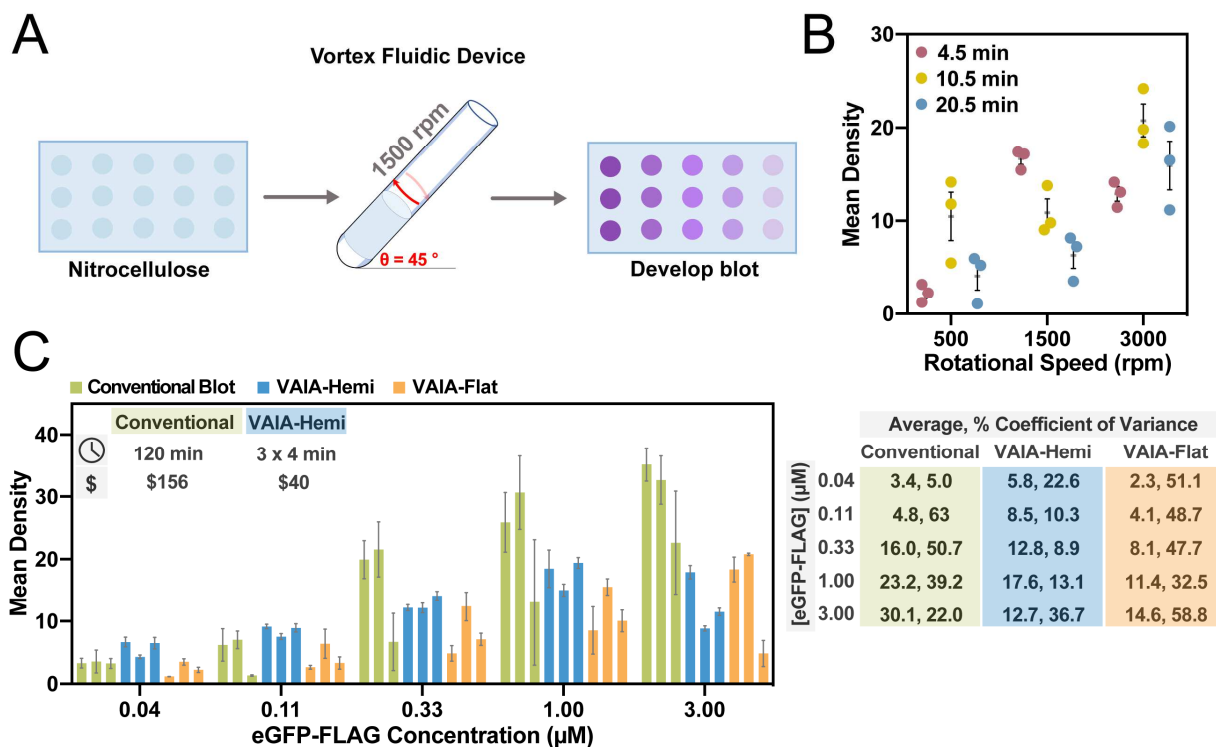 A
Vortex Fluidic Device
1500 rpm
θ = 45 °
Nitrocellulose
Develop blot
B
30
20
10
0
Mean Density
4.5 min
10.5 min
20.5 min
500 1500 3000
Rotational Speed (rpm)
C
Conventional Blot VAIA-Hemi VAIA-Flat
Conventional VAIA-Hemi
120 min 3 x 4 min
$ $156 $40
40
30
20
10
0
Mean Density
0.04 0.11 0.33 1.00 3.00
eGFP-FLAG Concentration (µM)
Average, % Coefficient of Variance
Conventional VAIA-Hemi VAIA-Flat
[eGFP-FLAG] (µM)
0.04 3.4, 5.0 5.8, 22.6 2.3, 51.1
0.11 4.8, 63 8.5, 10.3 4.1, 48.7
0.33 16.0, 50.7 12.8, 8.9 8.1, 47.7
1.00 23.2, 39.2 17.6, 13.1 11.4, 32.5
3.00 30.1, 22.0 12.7, 36.7 14.6, 58.8